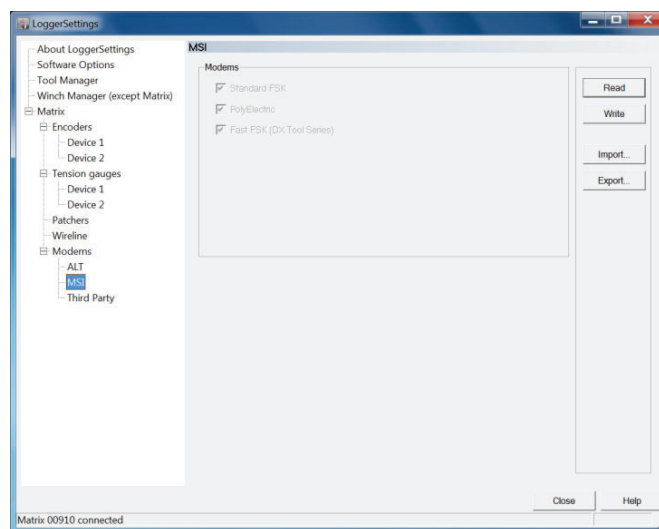 LoggerSettings
About LoggerSettings
Software Options
Tool Manager
Winch Manager (except Matrix)
Matrix
Encoders
Device 1
Device 2
Tension gauges
Device 1
Device 2
Patchers
Wireline
Modems
ALT
MSI
Third Party
MSI
Modems
Standard FSK
PolyElectric
Fast FSK (DX Tool Series)
Read
Write
Import...
Export...
Close
Help
Matrix 00910 connected